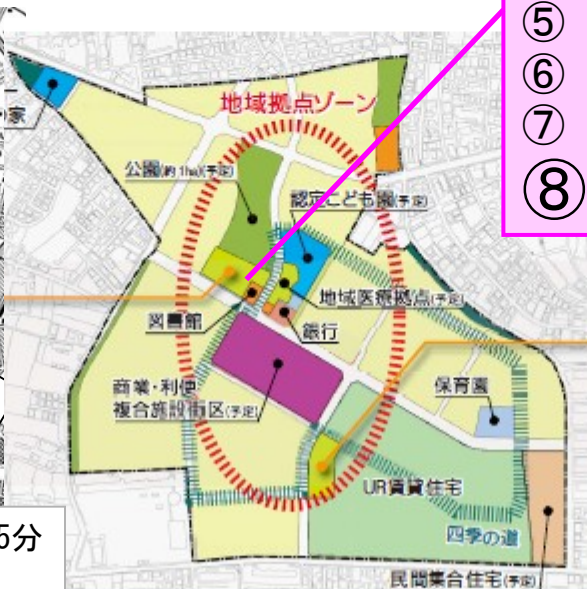 ⑤
⑥
⑦
⑧
家
地域拠点ゾーン
公園(約1ha)(予定)
認定こども園(予定)
地域医療拠点(予定)
図書館
銀行
商業・利便
複合施設街区(予定)
保育園
UR賃貸住宅
四季の道
5分
民間集合住宅(予定)